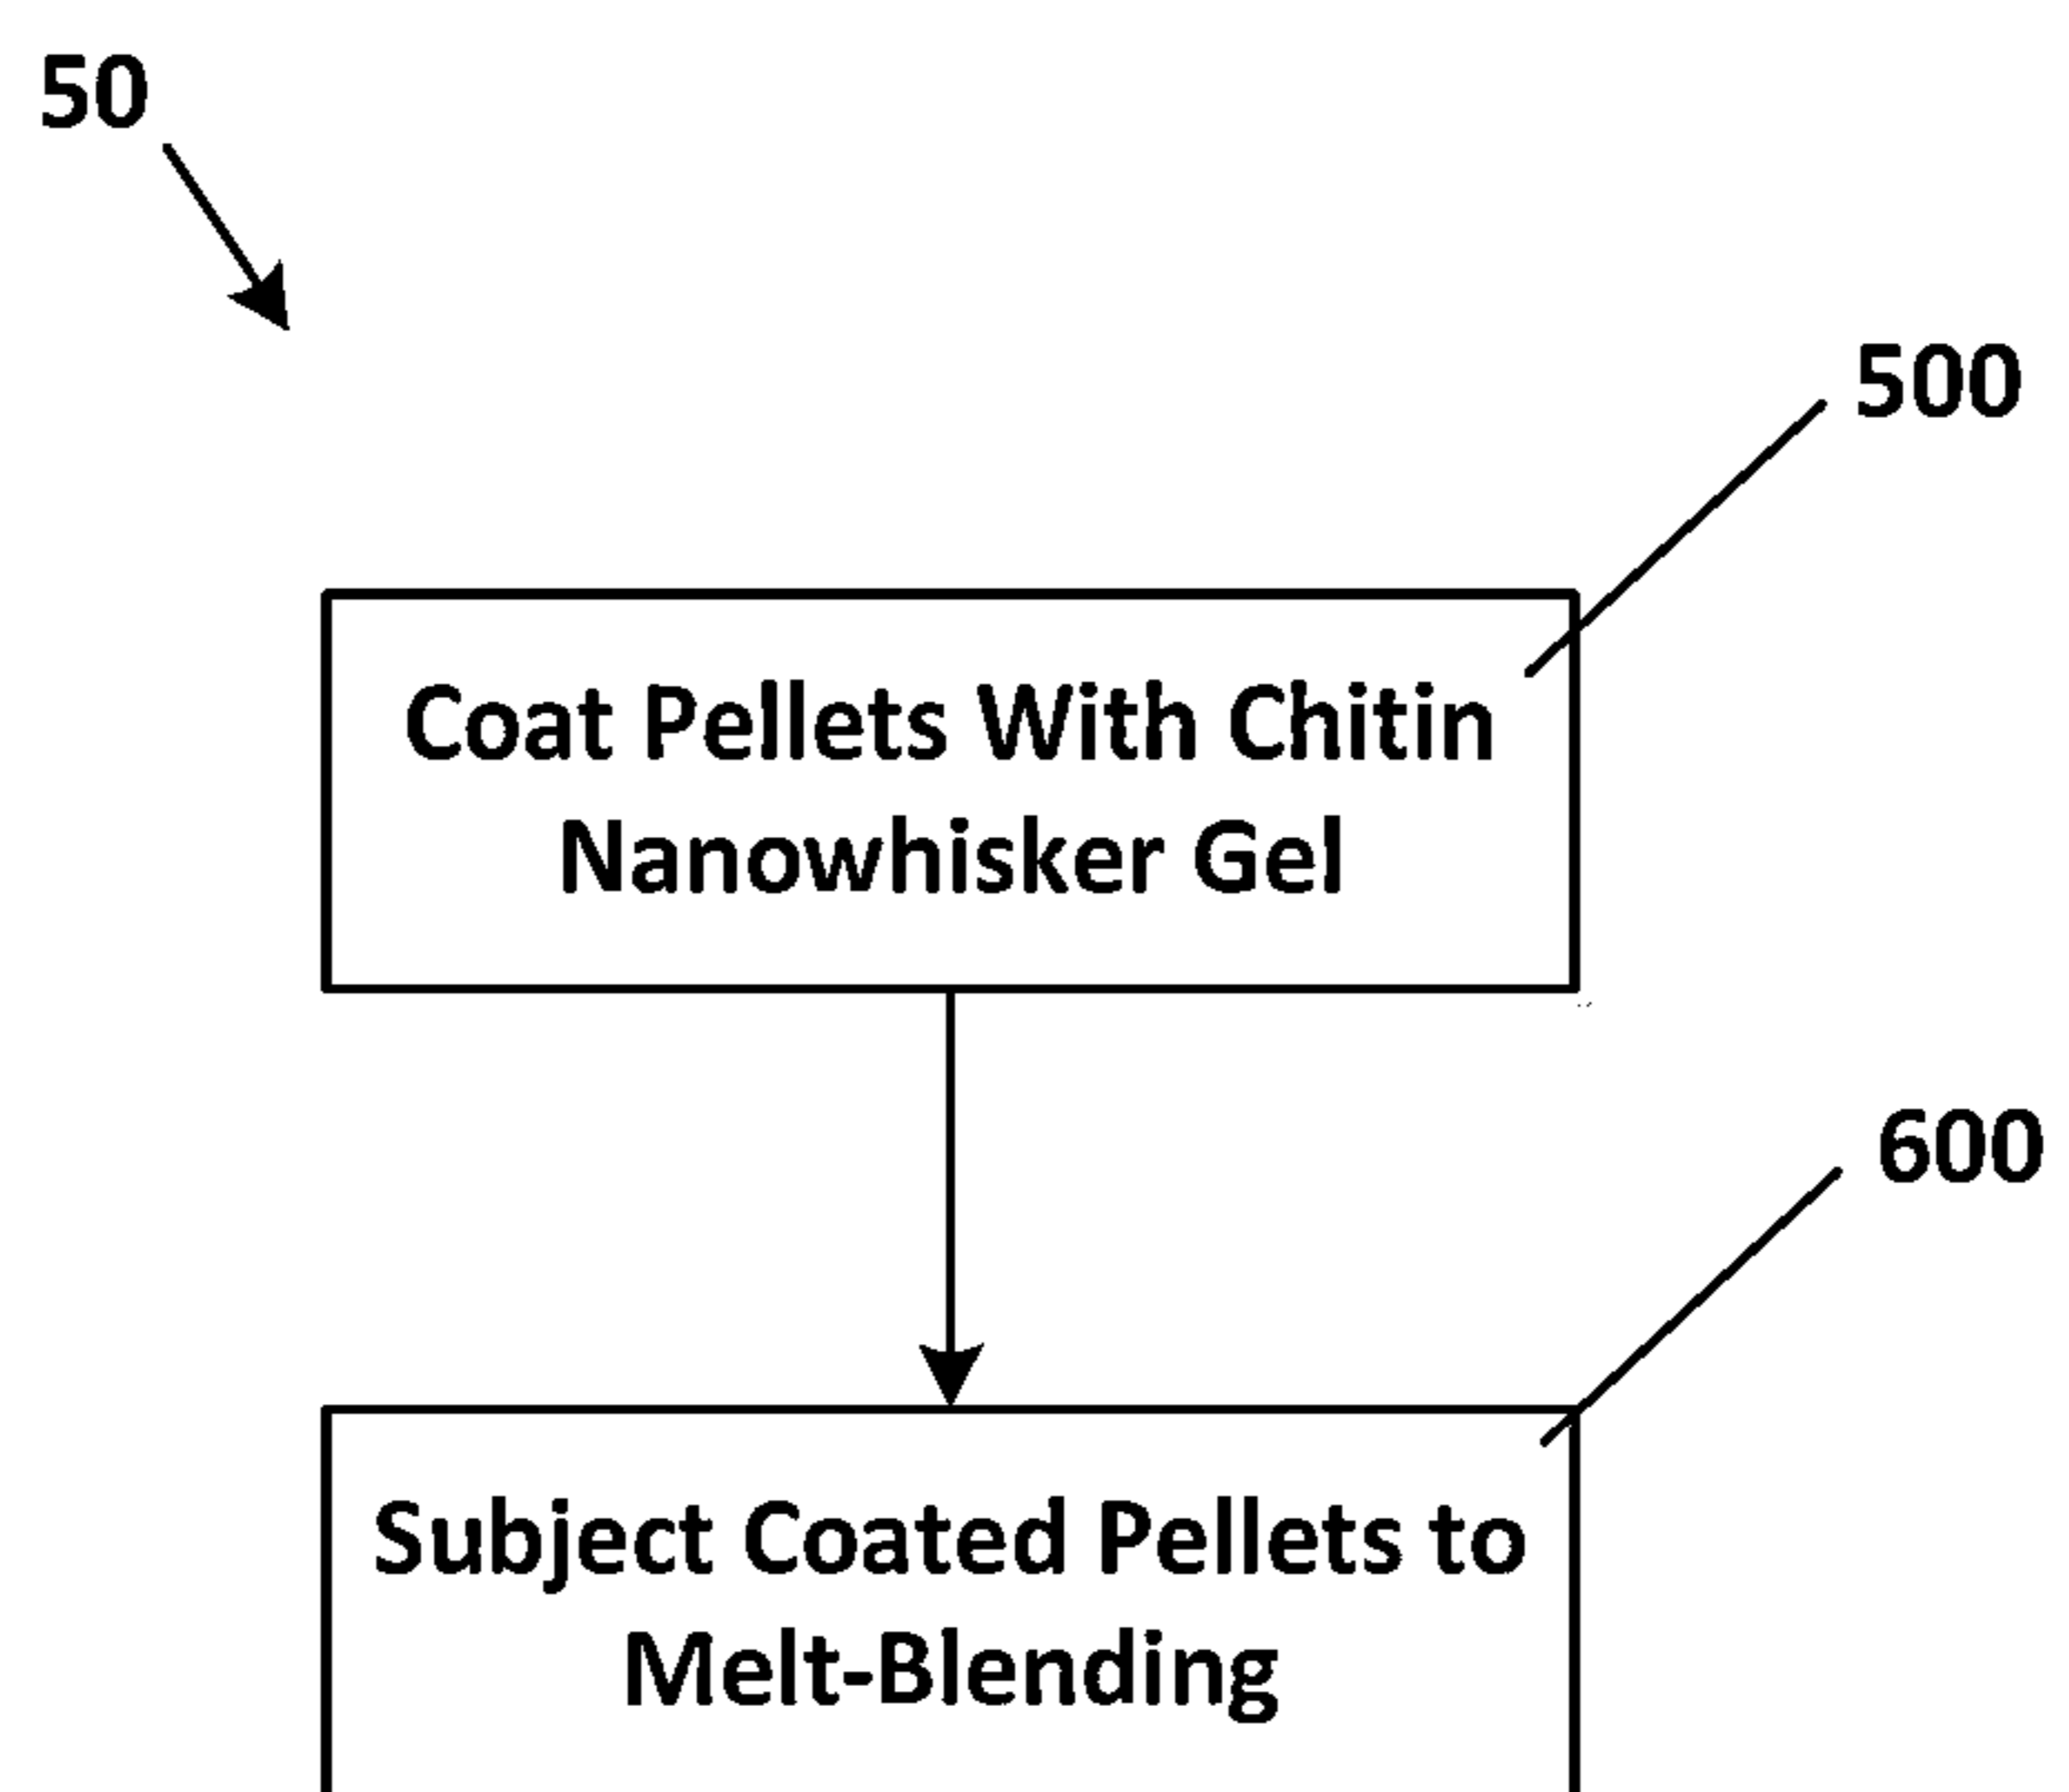 50
500
Coat Pellets With Chitin
Nanowhisker Gel
600
Subject Coated Pellets to
Melt-Blending